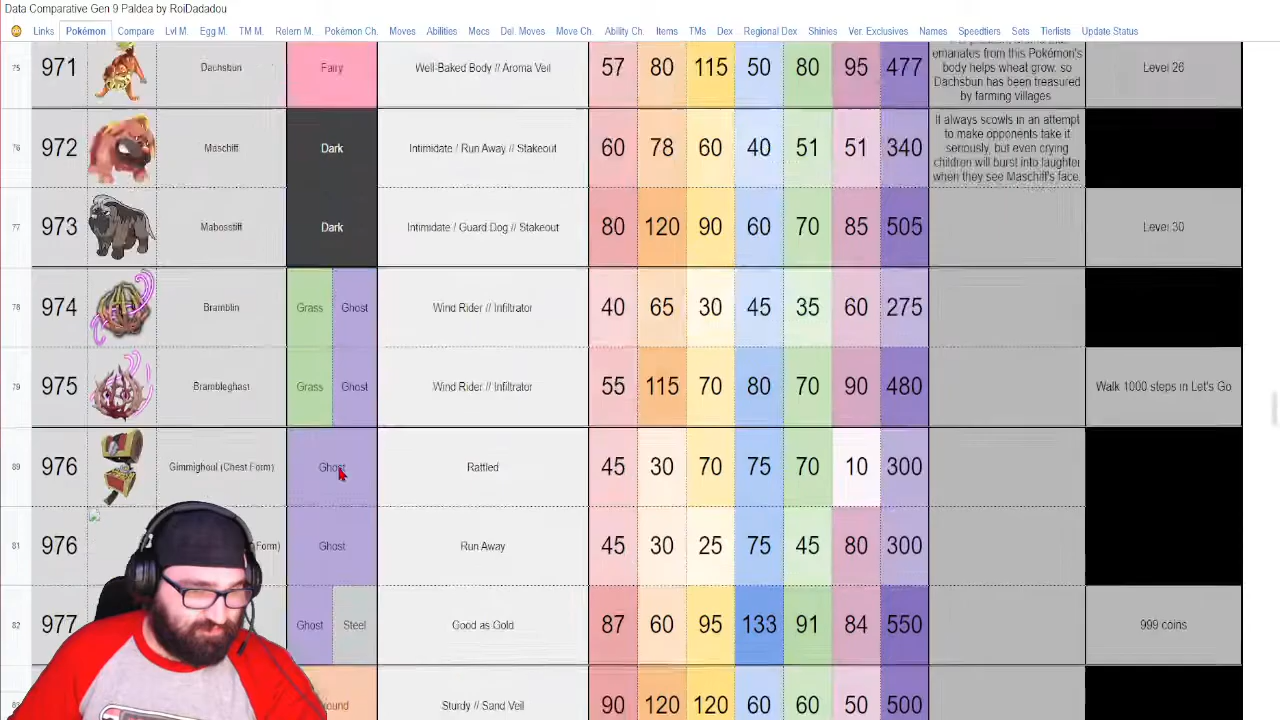 Data Comparative Gen 9 Paldea by RoiDadadou
Links Pokémon Compare Lvl M. Egg M. TM M. Relern M. Pokémon Ch. Moves Abilities Mecs Del. Moves Move Ch. Ability Ch. Items TMs Dex Regional Dex Shinies Ver. Exclusives Names Speedtiers Sets Tierlists Update Status
75 971 Dachsbun Fairy Well-Baked Body // Aroma Veil 57 80 115 50 80 95 477 Level 26
emanates from this Pokémon's
body helps wheat grow. so
Dachsbun has been treasured
by farming villages
76 972 Maschiff Dark Intimidate / Run Away // Stakeout 60 78 60 40 51 51 340
It always scowls in an attempt
to make opponents take it
seriously, but even crying
children will burst into laughter
when they see Maschiff's face.
77 973 Mabosstiff Dark Intimidate / Guard Dog // Stakeout 80 120 90 60 70 85 505 Level 30
78 974 Bramblin Grass Ghost Wind Rider // Infiltrator 40 65 30 45 35 60 275
79 975 Brambleghast Grass Ghost Wind Rider // Infiltrator 55 115 70 80 70 90 480 Walk 1000 steps in Let's Go
89 976 Gimmighoul (Chest Form) Ghost Rattled 45 30 70 75 70 10 300
81 976 Form) Ghost Run Away 45 30 25 75 45 80 300
82 977 Ghost Steel Good as Gold 87 60 95 133 91 84 550 999 coins
Sturdy // Sand Veil 90 120 120 60 60 50 500